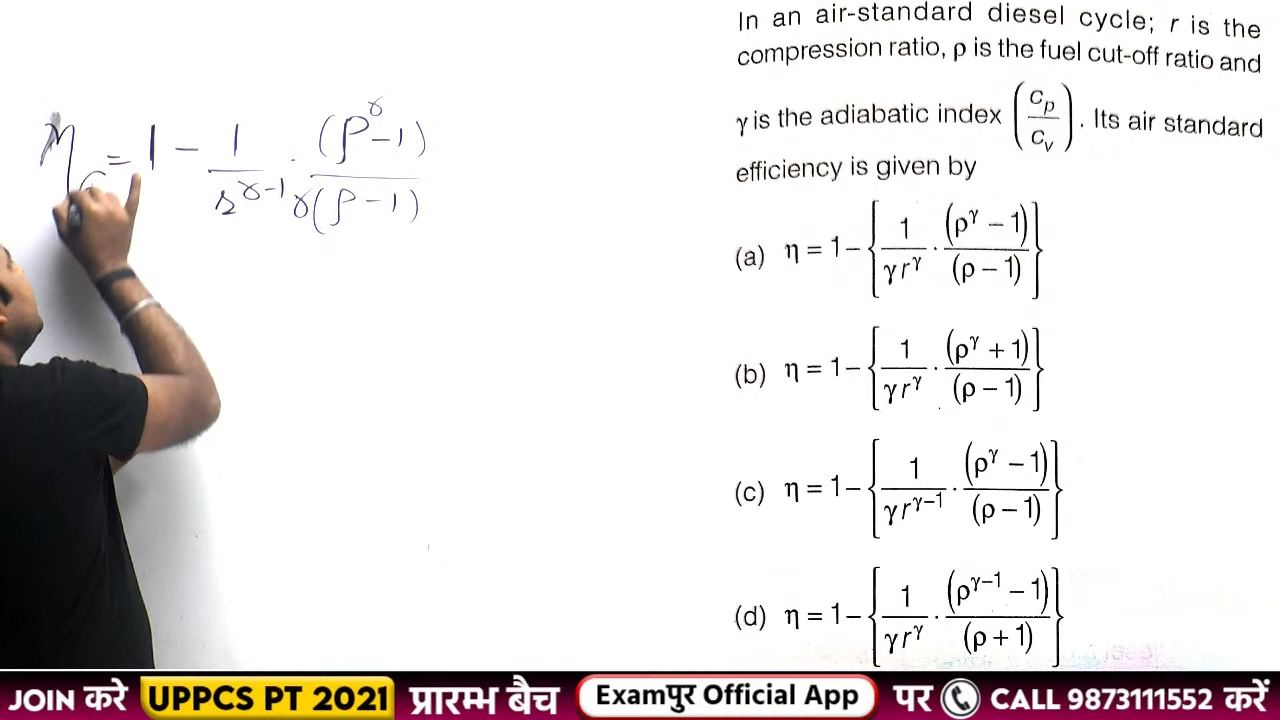 η = 1 − 1/r^(γ−1) · (ρ^γ − 1)/γ(ρ − 1)
In an air-standard diesel cycle; r is the
compression ratio, ρ is the fuel cut-off ratio and
γ is the adiabatic index (C_p/C_v). Its air standard
efficiency is given by
(a) η = 1 − {1/γr^γ · (ρ^γ − 1)/(ρ − 1)}
(b) η = 1 − {1/γr^γ · (ρ^γ + 1)/(ρ − 1)}
(c) η = 1 − {1/γr^(γ−1) · (ρ^γ − 1)/(ρ − 1)}
(d) η = 1 − {1/γr^γ · (ρ^(γ−1) − 1)/(ρ + 1)}
JOIN करे UPPCS PT 2021 प्रारम्भ बैच Examपुर Official App पर CALL 9873111552 करें